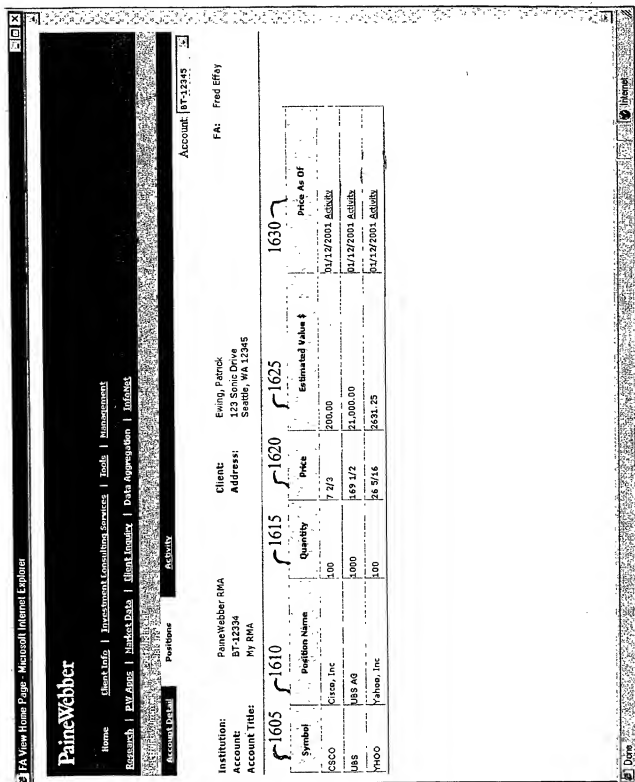 FA View Home Page - Microsoft Internet Explorer
PaineWebber
Home Client Info | Investment Consulting Services | Tools | Management
Research | PW Apps | Market Data | Client Inquiry | Data Aggregation | InfoNet
Account Detail Positions Activity
Account BT-12345
Institution: PaineWebber RMA Client: Ewing, Patrick FA: Fred Effay
Account: BT-12334 Address: 123 Sonic Drive
Account Title: My RMA Seattle, WA 12345
1605 1610 1615 1620 1625 1630
Symbol Position Name Quantity Price Estimated Value $ Price As Of
CSCO Cisco, Inc 100 7 2/3 200.00 01/12/2001 Activity
UBS UBS AG 1000 169 1/2 21,000.00 01/12/2001 Activity
YHOO Yahoo, Inc 100 26 5/16 2631.25 01/12/2001 Activity
Done Internet